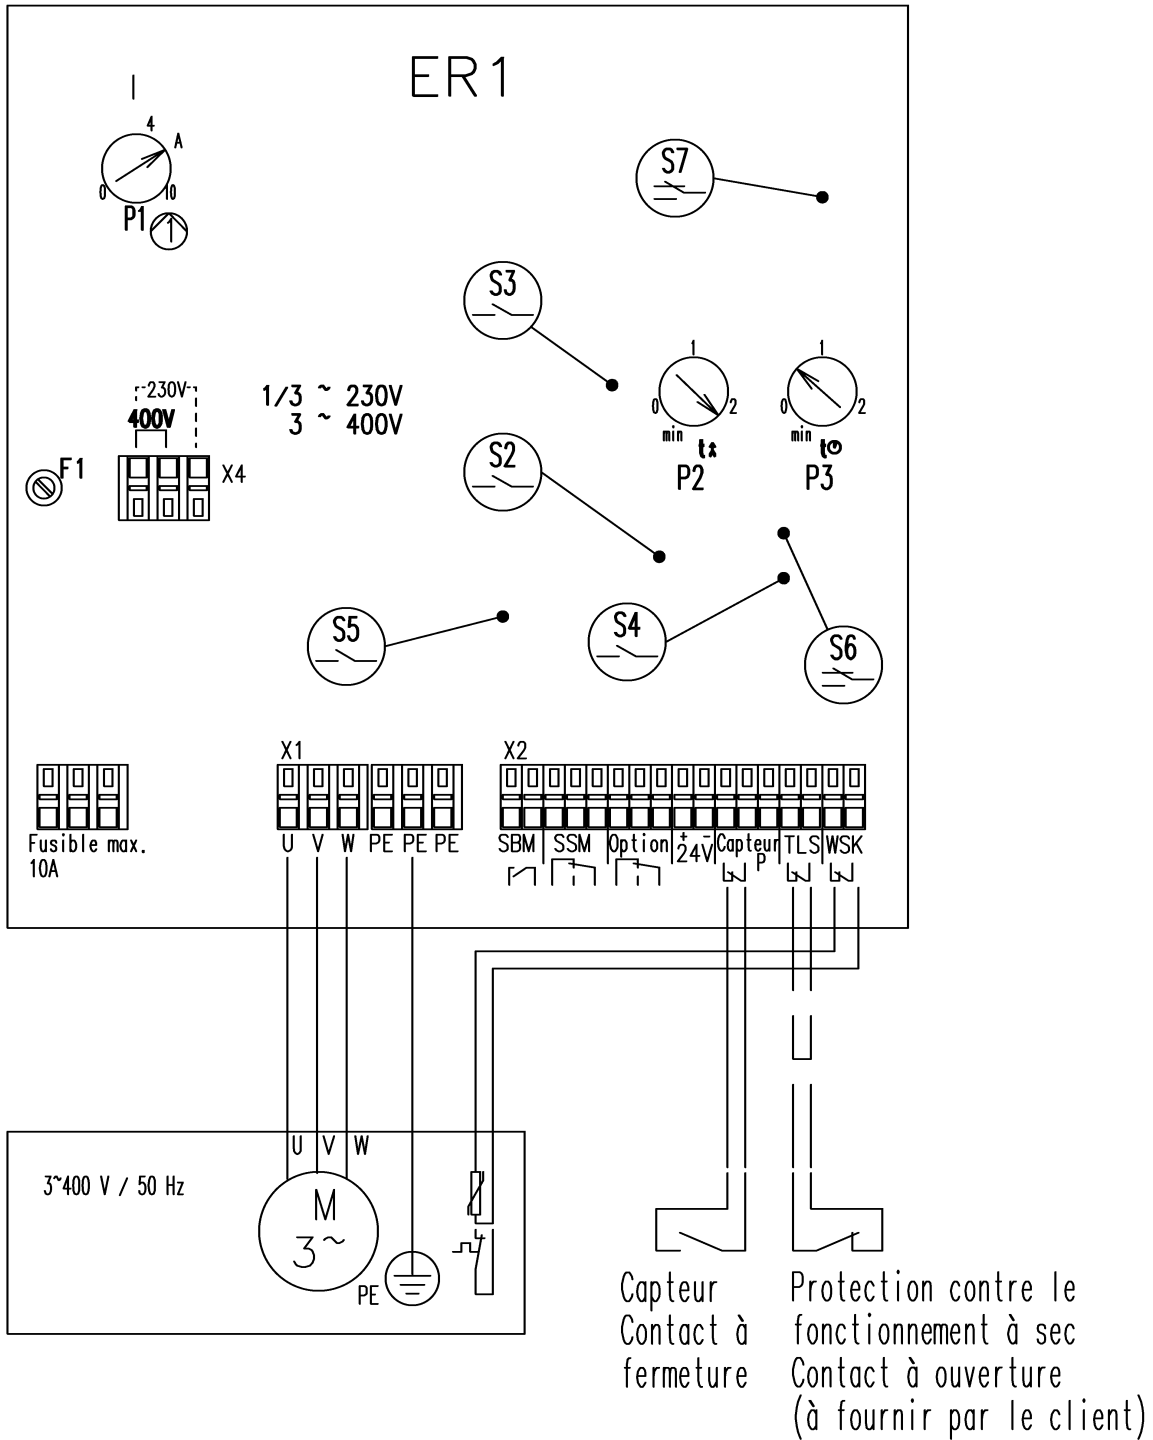 ER1
4
A
0
10
P1
S7
S3
230V
400V
1/3 ~ 230V
3 ~ 400V
F1
X4
1
0
2
min
t
P2
1
0
2
min
t
P3
S2
S5
S4
S6
X1
X2
Fusible max.
10A
U V W PE PE PE
SBM SSM Option + - 24V Capteur P TLS WSK
U V W
3~400 V / 50 Hz
M
3~
PE
Capteur
Contact à
fermeture
Protection contre le
fonctionnement à sec
Contact à ouverture
(à fournir par le client)